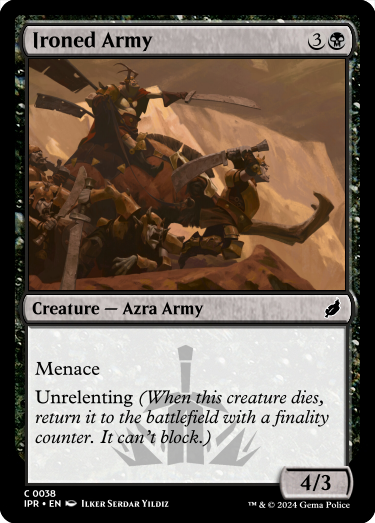 Ironed Army 3
Creature — Azra Army
Menace
Unrelenting (When this creature dies,
return it to the battlefield with a finality
counter. It can't block.)
4/3
C 0038
IPR • EN Ilker Serdar Yildiz
™ & © 2024 Gema Police